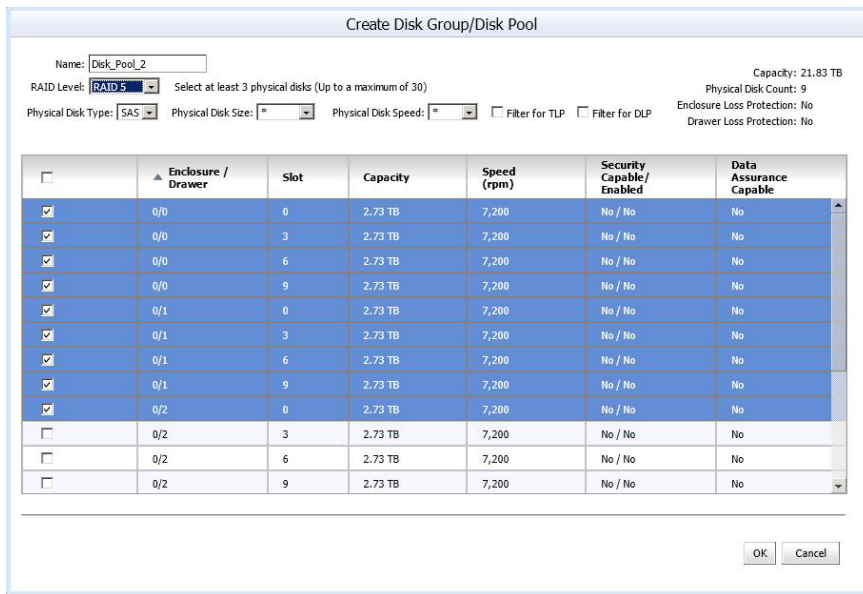 Create Disk Group/Disk Pool
Name: Disk_Pool_2
RAID Level: RAID 5 Select at least 3 physical disks (Up to a maximum of 30)
Physical Disk Type: SAS Physical Disk Size: * Physical Disk Speed: * Filter for TLP Filter for DLP
Capacity: 21.83 TB
Physical Disk Count: 9
Enclosure Loss Protection: No
Drawer Loss Protection: No
Enclosure / Drawer Slot Capacity Speed (rpm) Security Capable/ Enabled Data Assurance Capable
0/0 0 2.73 TB 7,200 No / No No
0/0 3 2.73 TB 7,200 No / No No
0/0 6 2.73 TB 7,200 No / No No
0/0 9 2.73 TB 7,200 No / No No
0/1 0 2.73 TB 7,200 No / No No
0/1 3 2.73 TB 7,200 No / No No
0/1 6 2.73 TB 7,200 No / No No
0/1 9 2.73 TB 7,200 No / No No
0/2 0 2.73 TB 7,200 No / No No
0/2 3 2.73 TB 7,200 No / No No
0/2 6 2.73 TB 7,200 No / No No
0/2 9 2.73 TB 7,200 No / No No
OK Cancel